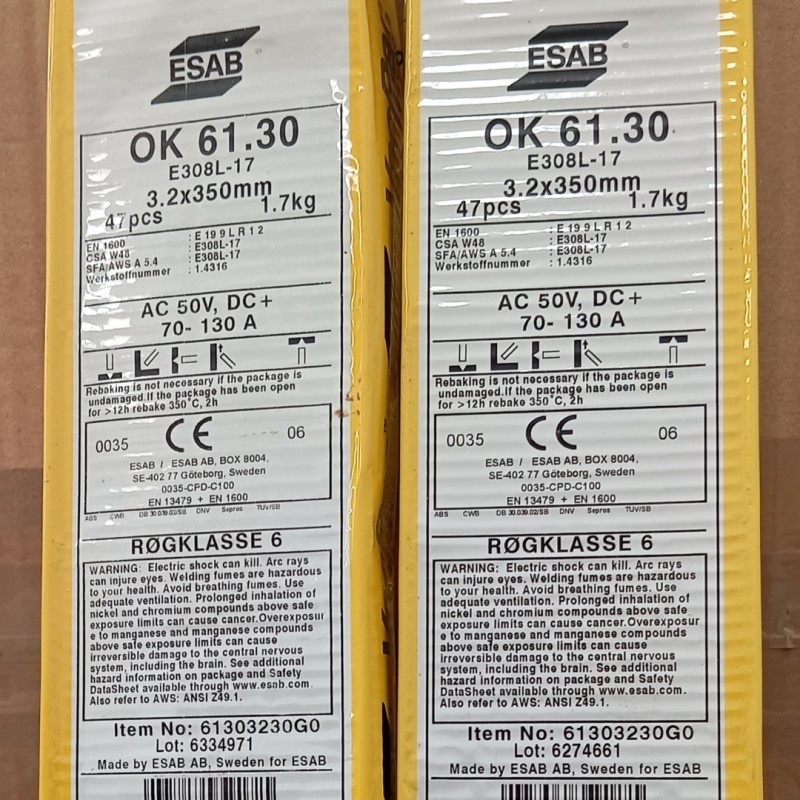 ESAB
OK 61.30
E308L-17
3.2x350mm
47pcs 1.7kg
EN 1600 : E 19 9 L R 1 2
CSA W48 : E308L-17
SFA/AWS A 5.4 : E308L-17
Werkstoffnummer : 1.4316
AC 50V, DC+
70- 130 A
Rebaking is not necessary if the package is
undamaged.If the package has been open
for >12h rebake 350°C, 2h
0035 CE 06
ESAB / ESAB AB, BOX 8004,
SE-402 77 Göteborg, Sweden
0035-CPD-C100
EN 13479 + EN 1600
ABS CWB DB 30.039.02/SB DNV Sepros TÜV/SB
RØGKLASSE 6
WARNING: Electric shock can kill. Arc rays
can injure eyes. Welding fumes are hazardous
to your health. Avoid breathing fumes. Use
adequate ventilation. Prolonged inhalation of
nickel and chromium compounds above safe
exposure limits can cause cancer.Overexposur
e to manganese and manganese compounds
above safe exposure limits can cause
irreversible damage to the central nervous
system, including the brain. See additional
hazard information on package and Safety
DataSheet available through www.esab.com.
Also refer to AWS: ANSI Z49.1.
Item No: 61303230G0
Lot: 6334971
Made by ESAB AB, Sweden for ESAB
ESAB
OK 61.30
E308L-17
3.2x350mm
47pcs 1.7kg
EN 1600 : E 19 9 L R 1 2
CSA W48 : E308L-17
SFA/AWS A 5.4 : E308L-17
Werkstoffnummer : 1.4316
AC 50V, DC+
70- 130 A
Rebaking is not necessary if the package is
undamaged.If the package has been open
for >12h rebake 350°C, 2h
0035 CE 06
ESAB / ESAB AB, BOX 8004,
SE-402 77 Göteborg, Sweden
0035-CPD-C100
EN 13479 + EN 1600
ABS CWB DB 30.039.02/SB DNV Sepros TÜV/SB
RØGKLASSE 6
WARNING: Electric shock can kill. Arc rays
can injure eyes. Welding fumes are hazardous
to your health. Avoid breathing fumes. Use
adequate ventilation. Prolonged inhalation of
nickel and chromium compounds above safe
exposure limits can cause cancer.Overexposur
e to manganese and manganese compounds
above safe exposure limits can cause
irreversible damage to the central nervous
system, including the brain. See additional
hazard information on package and Safety
DataSheet available through www.esab.com.
Also refer to AWS: ANSI Z49.1.
Item No: 61303230G0
Lot: 6274661
Made by ESAB AB, Sweden for ESAB